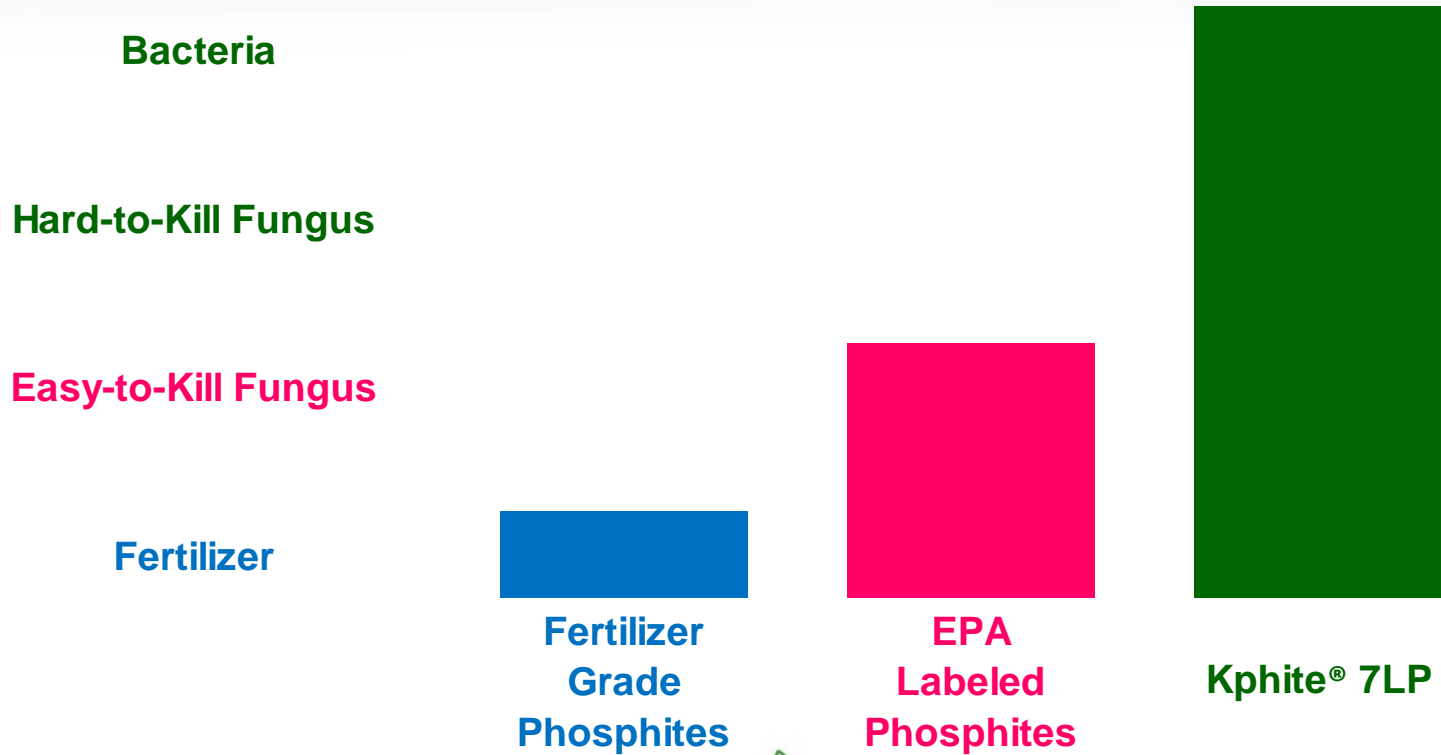 Bacteria
Hard-to-Kill Fungus
Easy-to-Kill Fungus
Fertilizer
Fertilizer
Grade
Phosphites
EPA
Labeled
Phosphites
Kphite® 7LP